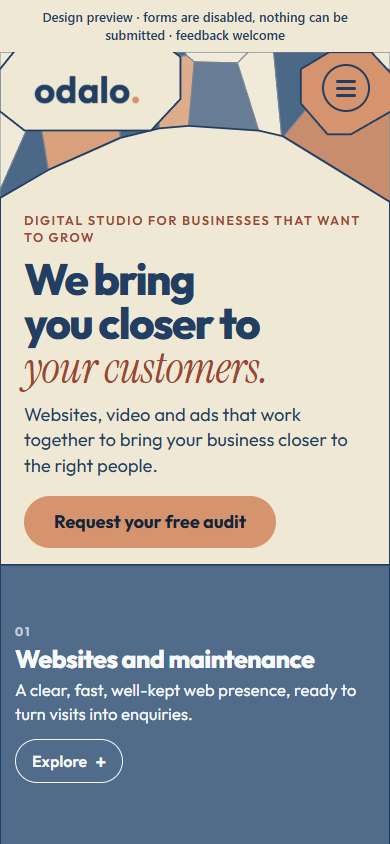 Design preview · forms are disabled, nothing can be
submitted · feedback welcome
odalo.
DIGITAL STUDIO FOR BUSINESSES THAT WANT
TO GROW
We bring
you closer to
your customers.
Websites, video and ads that work
together to bring your business closer to
the right people.
Request your free audit
01
Websites and maintenance
A clear, fast, well-kept web presence, ready to
turn visits into enquiries.
Explore +